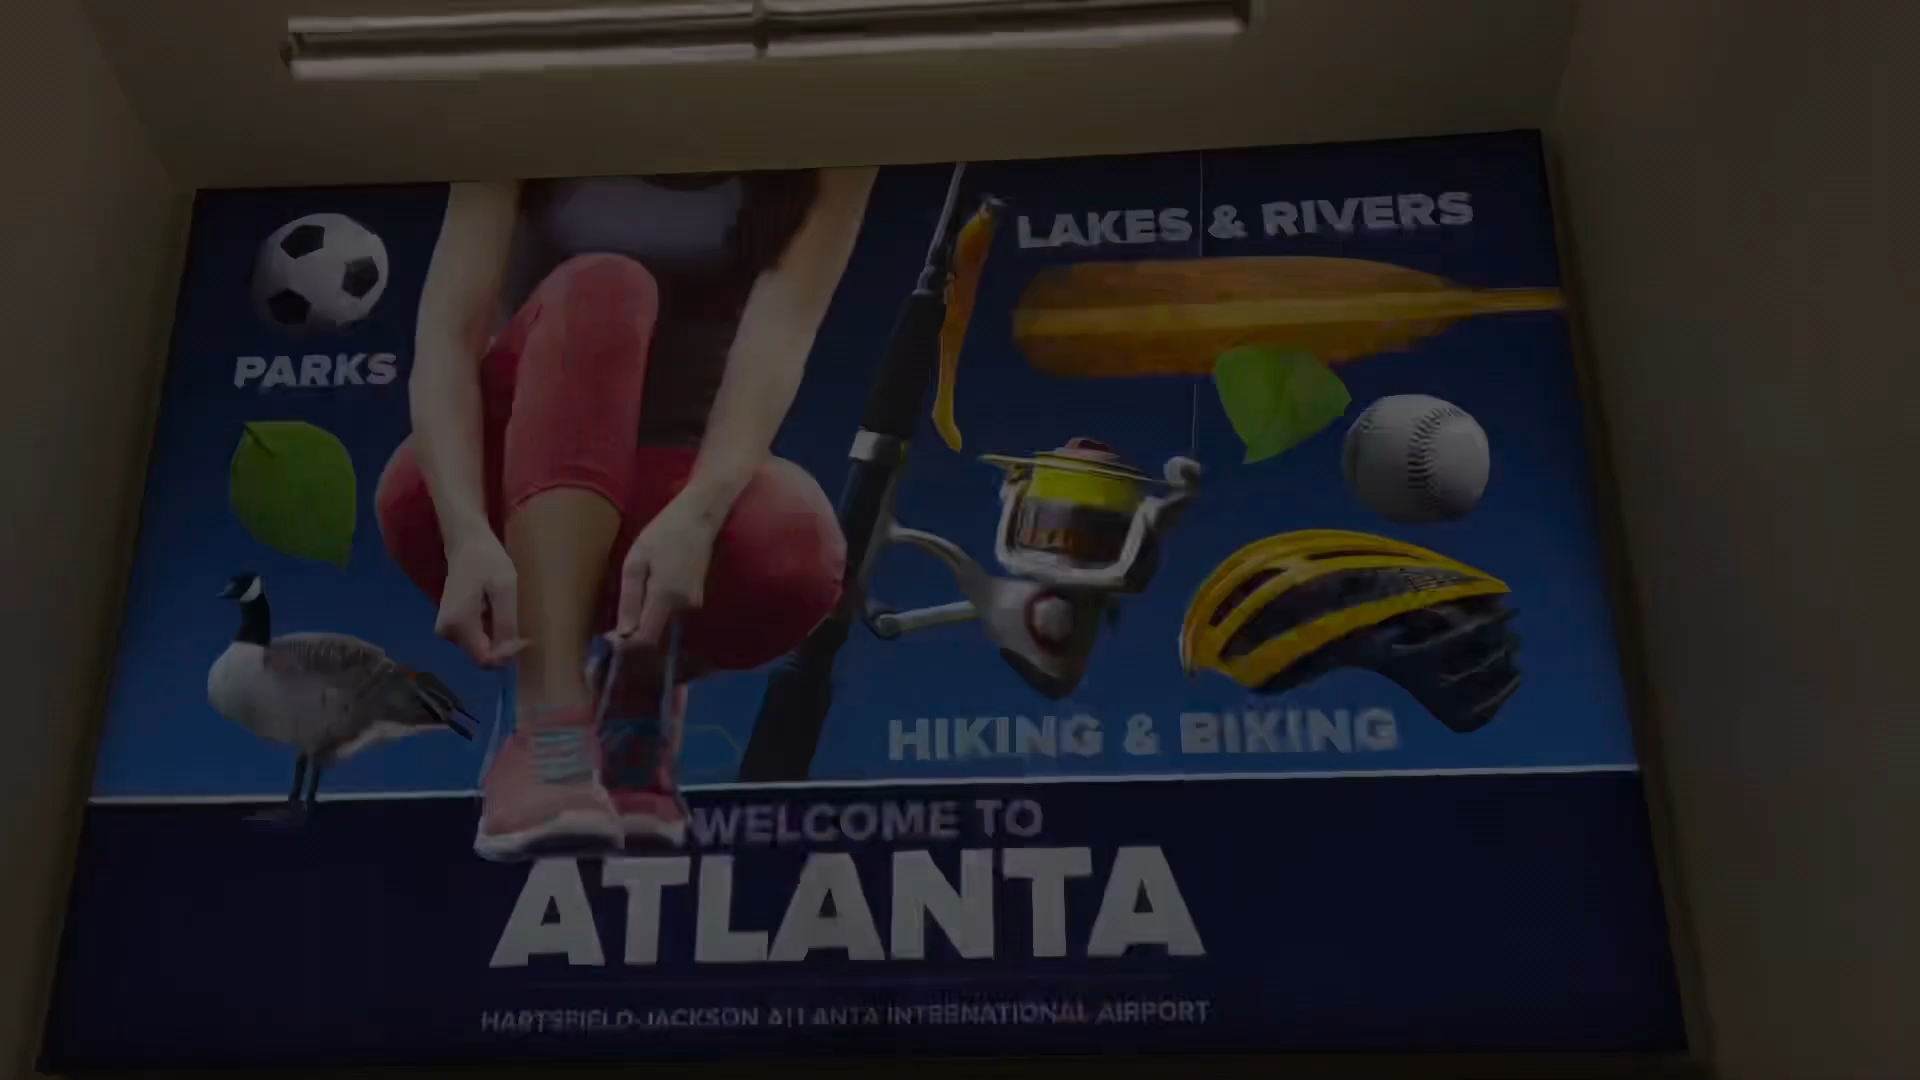 LAKES & RIVERS
PARKS
HIKING & BIKING
WELCOME TO
ATLANTA
HARTSFIELD-JACKSON ATLANTA INTERNATIONAL AIRPORT